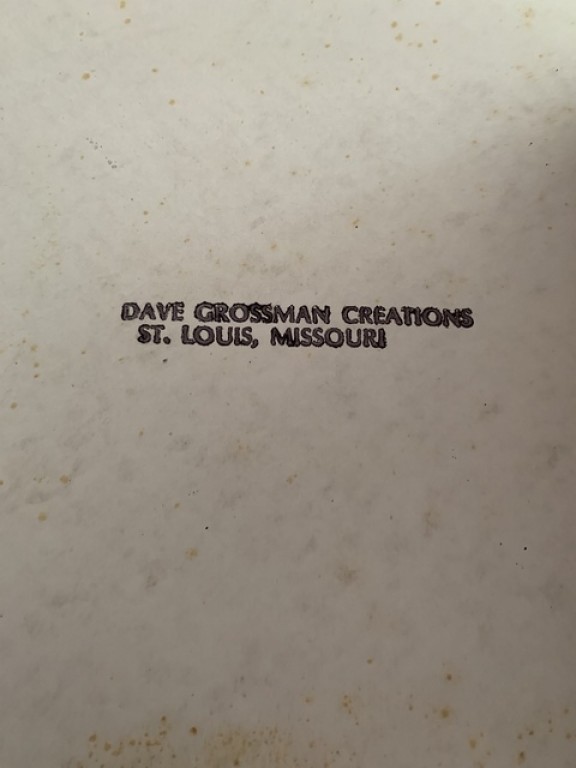 DAVE GROSSMAN CREATIONS
ST. LOUIS, MISSOURI